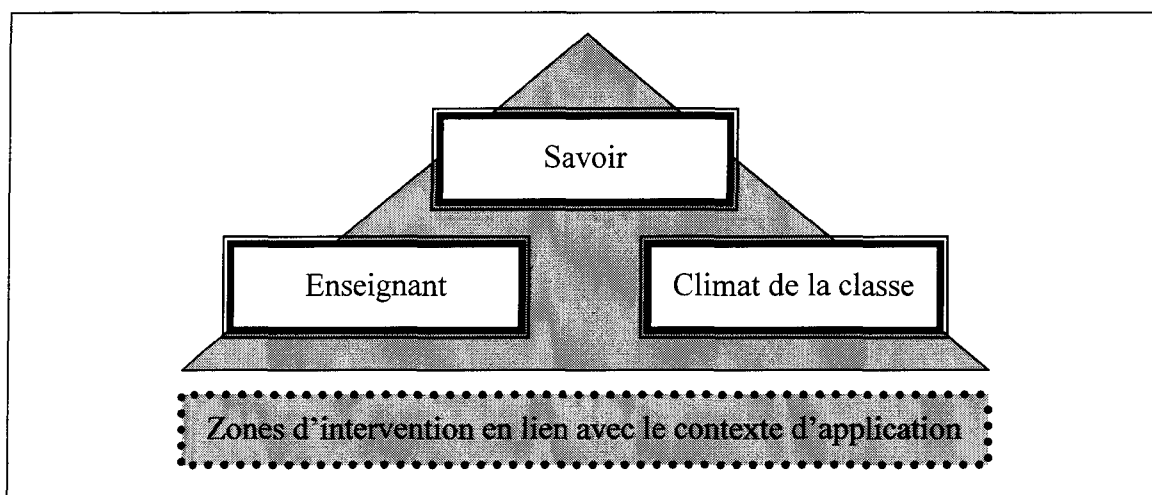 Savoir
Enseignant
Climat de la classe
Zones d'intervention en lien avec le contexte d'application